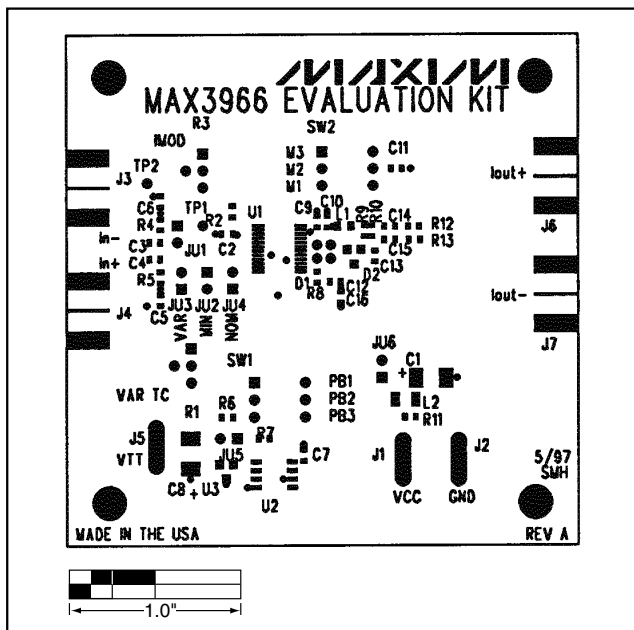 MAXIM
MAX3966 EVALUATION KIT
R3
SW2
IMOD
M3
M2
M1
C11
TP2
J3
Iout+
TP1
C6
R4
R2
C2
U1
C9
C10
L1
R9
R10
C14
R12
R13
J6
in-
C3
JU1
C15
in+
C4
D2
C13
R5
D1
R8
C12
C16
Iout-
C5
JU3
JU2
JU4
J4
VAR
MIN
NOM
J7
JU6
C1
+
SW1
VAR TC
PB1
PB2
PB3
R1
R6
L2
R11
J5
R7
JU5
C7
J1
J2
VTT
5/97
SMH
C8
+
U3
U2
VCC
GND
MADE IN THE USA
REV A
1.0"